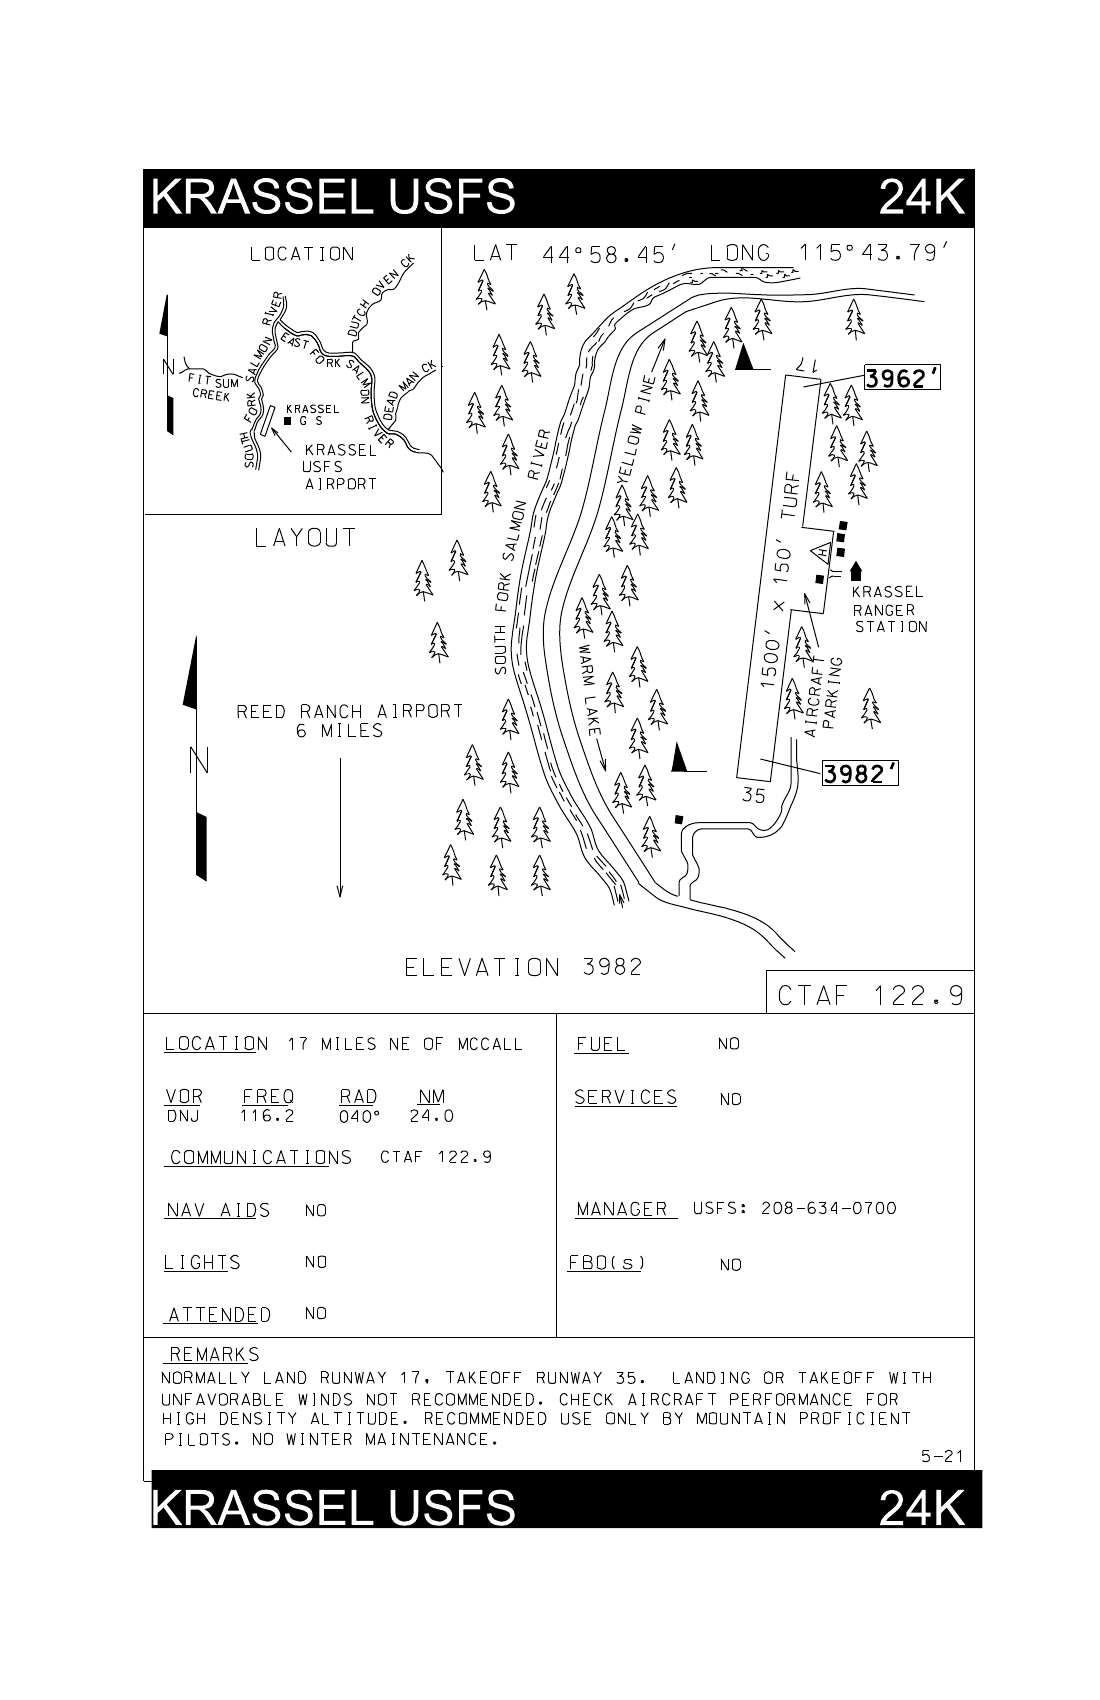 KRASSEL USFS 24K
LOCATION
LAT 44°58.45' LONG 115°43.79'
DUTCH OVEN CK
SOUTH FORK SALMON RIVER
EAST FORK SALMON RIVER
N
FITSUM
CREEK
DEAD MAN CK
KRASSEL
G S
KRASSEL
USFS
AIRPORT
LAYOUT
17
3962'
YELLOW PINE
SOUTH FORK SALMON RIVER
1500' x 150' TURF
H
KRASSEL
RANGER
STATION
WARM LAKE
AIRCRAFT
PARKING
REED RANCH AIRPORT
6 MILES
N
3982'
35
ELEVATION 3982
CTAF 122.9
LOCATION 17 MILES NE OF MCCALL
VOR FREQ RAD NM
DNJ 116.2 040° 24.0
COMMUNICATIONS CTAF 122.9
NAV AIDS NO
LIGHTS NO
ATTENDED NO
FUEL NO
SERVICES NO
MANAGER USFS: 208-634-0700
FBO(s) NO
REMARKS
NORMALLY LAND RUNWAY 17, TAKEOFF RUNWAY 35. LANDING OR TAKEOFF WITH
UNFAVORABLE WINDS NOT RECOMMENDED. CHECK AIRCRAFT PERFORMANCE FOR
HIGH DENSITY ALTITUDE. RECOMMENDED USE ONLY BY MOUNTAIN PROFICIENT
PILOTS. NO WINTER MAINTENANCE.
5-21
KRASSEL USFS 24K